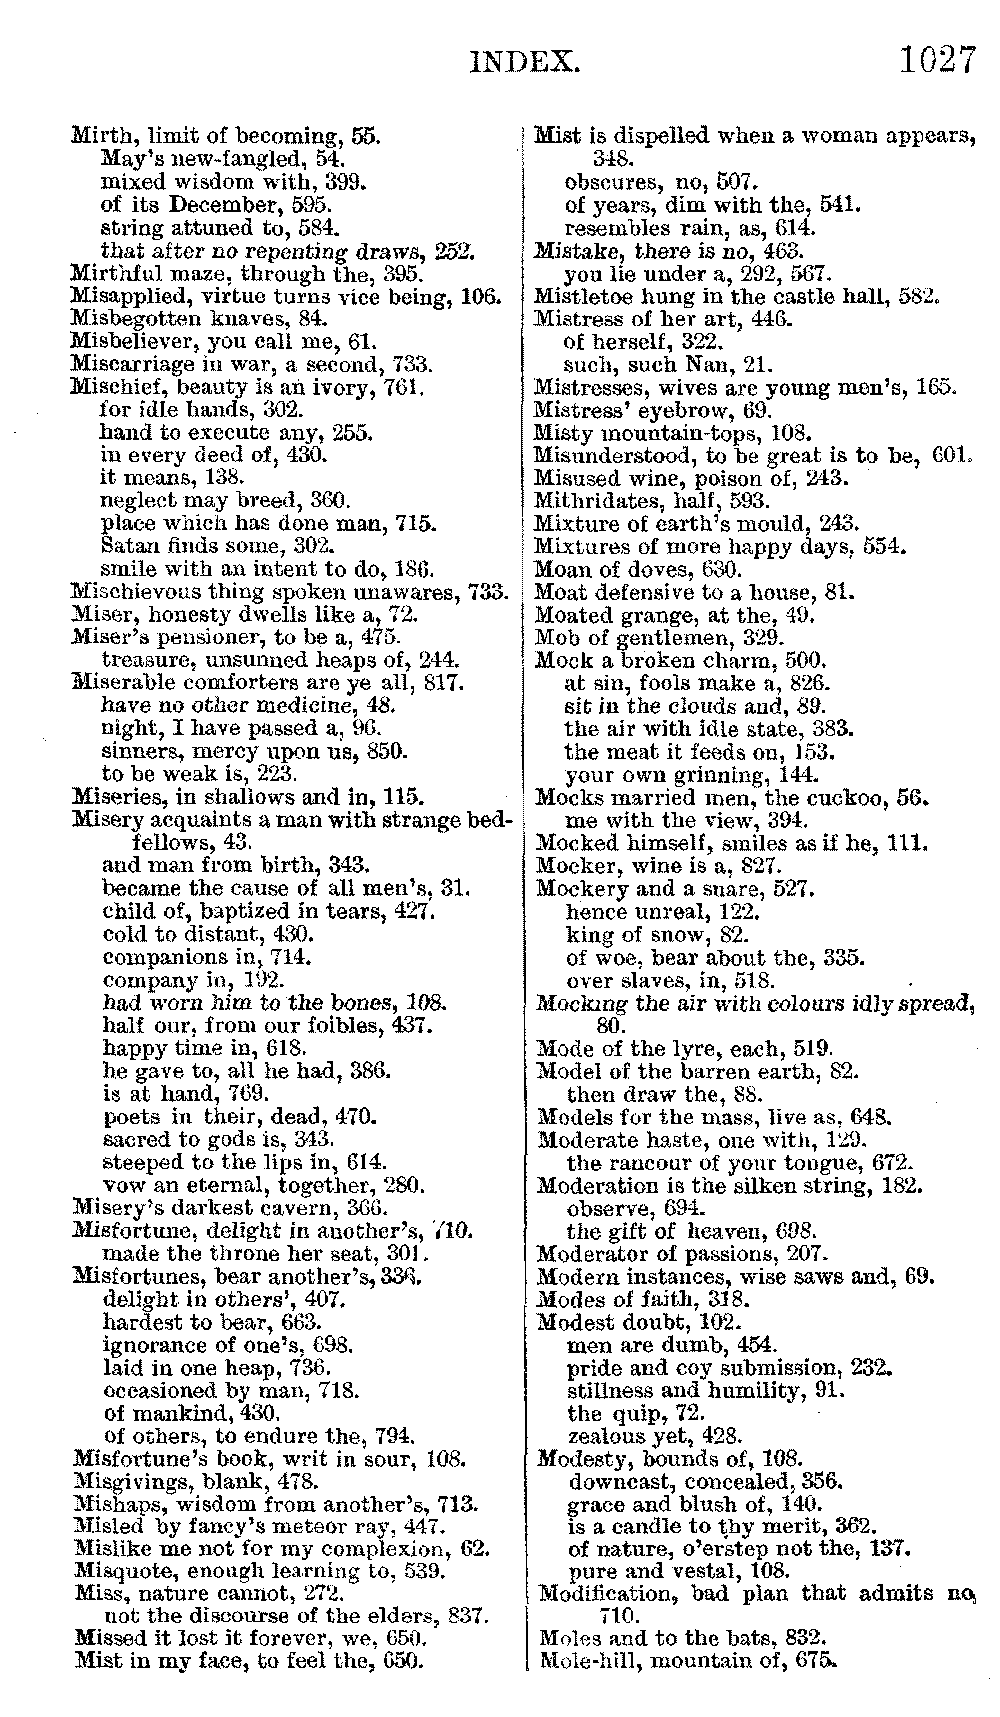 INDEX.
1027
Mirth, limit of becoming, 55.
May's new-fangled, 54.
mixed wisdom with, 399.
of its December, 595.
string attuned to, 584.
that after no repenting draws, 252.
Mirthful maze, through the, 395.
Misapplied, virtue turns vice being, 106.
Misbegotten knaves, 84.
Misbeliever, you call me, 61.
Miscarriage in war, a second, 733.
Mischief, beauty is an ivory, 761.
for idle hands, 302.
hand to execute any, 255.
in every deed of, 430.
it means, 138.
neglect may breed, 360.
place which has done man, 715.
Satan finds some, 302.
smile with an intent to do, 186.
Mischievous thing spoken unawares, 733.
Miser, honesty dwells like a, 72.
Miser's pensioner, to be a, 475.
treasure, unsunned heaps of, 244.
Miserable comforters are ye all, 817.
have no other medicine, 48.
night, I have passed a, 96.
sinners, mercy upon us, 850.
to be weak is, 223.
Miseries, in shallows and in, 115.
Misery acquaints a man with strange bed-
fellows, 43.
and man from birth, 343.
became the cause of all men's, 31.
child of, baptized in tears, 427.
cold to distant, 430.
companions in, 714.
company in, 192.
had worn him to the bones, 108.
half our, from our foibles, 437.
happy time in, 618.
he gave to, all he had, 386.
is at hand, 769.
poets in their, dead, 470.
sacred to gods is, 343.
steeped to the lips in, 614.
vow an eternal, together, 280.
Misery's darkest cavern, 366.
Misfortune, delight in another's, 710.
made the throne her seat, 301.
Misfortunes, bear another's, 336.
delight in others', 407.
hardest to bear, 663.
ignorance of one's, 698.
laid in one heap, 736.
occasioned by man, 718.
of mankind, 430.
of others, to endure the, 794.
Misfortune's book, writ in sour, 108.
Misgivings, blank, 478.
Mishaps, wisdom from another's, 713.
Misled by fancy's meteor ray, 447.
Mislike me not for my complexion, 62.
Misquote, enough learning to, 539.
Miss, nature cannot, 272.
not the discourse of the elders, 837.
Missed it lost it forever, we, 650.
Mist in my face, to feel the, 650.
Mist is dispelled when a woman appears,
348.
obscures, no, 507.
of years, dim with the, 541.
resembles rain, as, 614.
Mistake, there is no, 463.
you lie under a, 292, 567.
Mistletoe hung in the castle hall, 582.
Mistress of her art, 446.
of herself, 322.
such, such Nan, 21.
Mistresses, wives are young men's, 165.
Mistress' eyebrow, 69.
Misty mountain-tops, 108.
Misunderstood, to be great is to be, 601.
Misused wine, poison of, 243.
Mithridates, half, 593.
Mixture of earth's mould, 243.
Mixtures of more happy days, 554.
Moan of doves, 630.
Moat defensive to a house, 81.
Moated grange, at the, 49.
Mob of gentlemen, 329.
Mock a broken charm, 500.
at sin, fools make a, 826.
sit in the clouds and, 89.
the air with idle state, 383.
the meat it feeds on, 153.
your own grinning, 144.
Mocks married men, the cuckoo, 56.
me with the view, 394.
Mocked himself, smiles as if he, 111.
Mocker, wine is a, 827.
Mockery and a snare, 527.
hence unreal, 122.
king of snow, 82.
of woe, bear about the, 335.
over slaves, in, 518.
Mocking the air with colours idly spread,
80.
Mode of the lyre, each, 519.
Model of the barren earth, 82.
then draw the, 88.
Models for the mass, live as, 648.
Moderate haste, one with, 129.
the rancour of your tongue, 672.
Moderation is the silken string, 182.
observe, 694.
the gift of heaven, 698.
Moderator of passions, 207.
Modern instances, wise saws and, 69.
Modes of faith, 318.
Modest doubt, 102.
men are dumb, 454.
pride and coy submission, 232.
stillness and humility, 91.
the quip, 72.
zealous yet, 428.
Modesty, bounds of, 108.
downcast, concealed, 356.
grace and blush of, 140.
is a candle to thy merit, 362.
of nature, o'erstep not the, 137.
pure and vestal, 108.
Modification, bad plan that admits no,
710.
Moles and to the bats, 832.
Mole-hill, mountain of, 675.